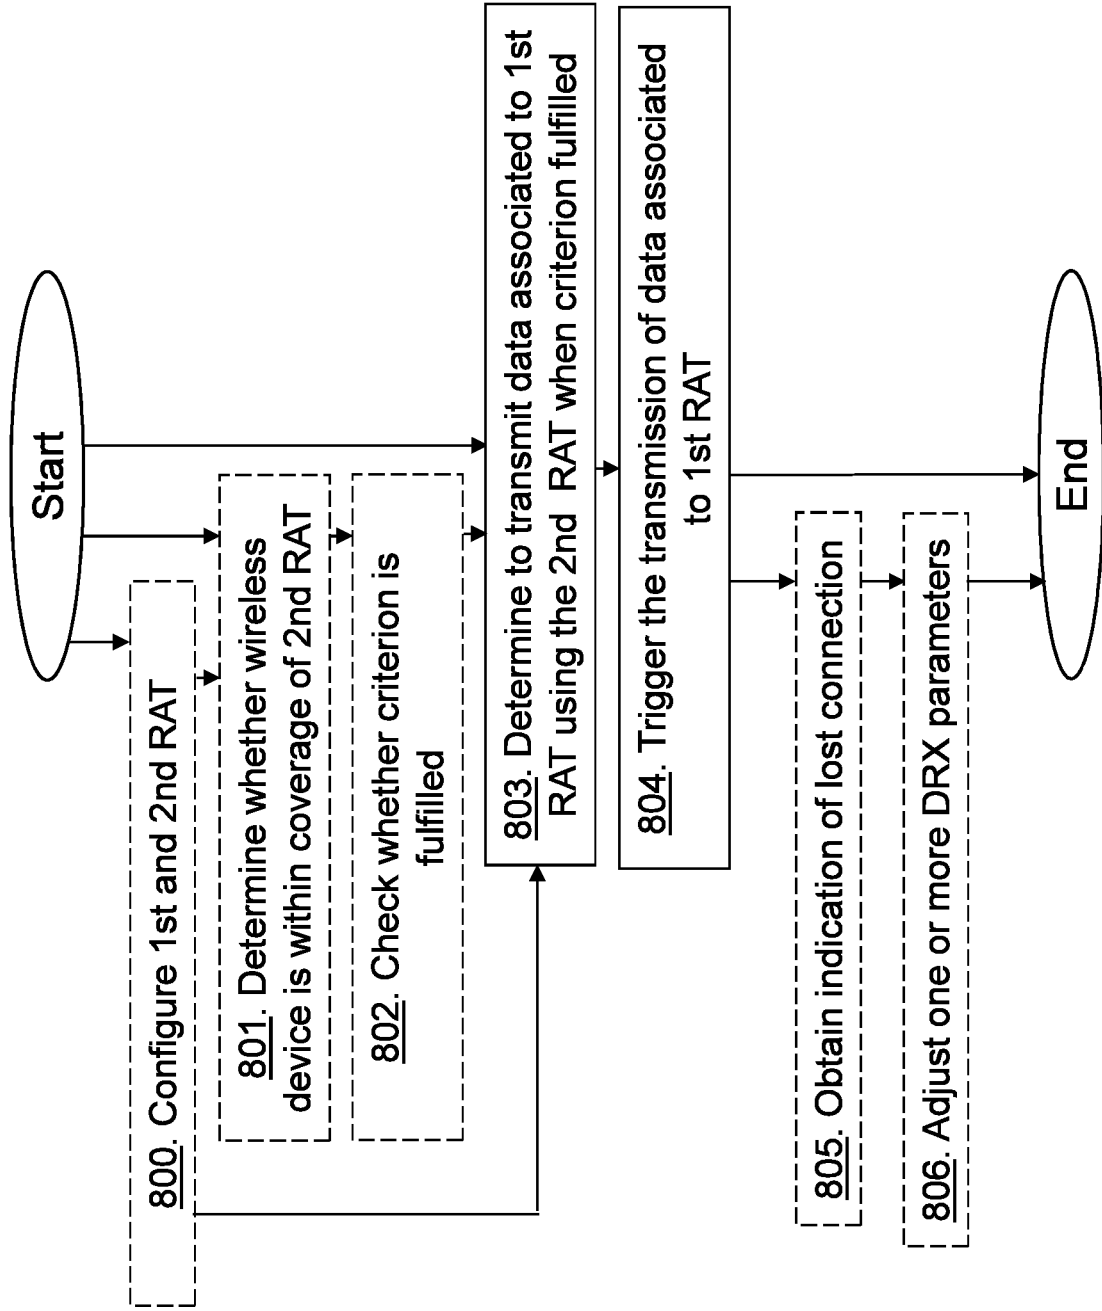 Start
800. Configure 1st and 2nd RAT
801. Determine whether wireless
device is within coverage of 2nd RAT
802. Check whether criterion is
fulfilled
803. Determine to transmit data associated to 1st
RAT using the 2nd RAT when criterion fulfilled
804. Trigger the transmission of data associated
to 1st RAT
805. Obtain indication of lost connection
806. Adjust one or more DRX parameters
End